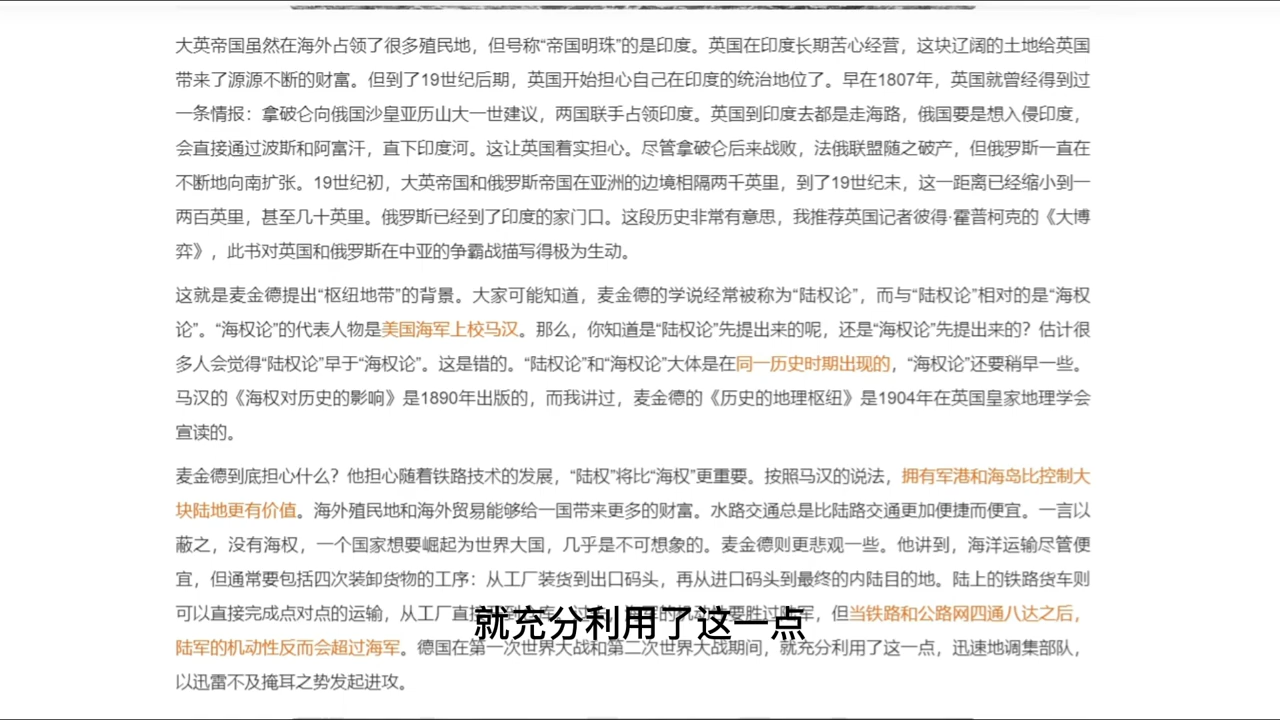 大英帝国虽然在海外占领了很多殖民地，但号称“帝国明珠”的是印度。英国在印度长期苦心经营，这块辽阔的土地给英国
带来了源源不断的财富。但到了19世纪后期，英国开始担心自己在印度的统治地位了。早在1807年，英国就曾经得到过
一条情报：拿破仑向俄国沙皇亚历山大一世建议，两国联手占领印度。英国到印度去都是走海路，俄国要是想入侵印度，
会直接通过波斯和阿富汗，直下印度河。这让英国着实担心。尽管拿破仑后来战败，法俄联盟随之破产，但俄罗斯一直在
不断地向南扩张。19世纪初，大英帝国和俄罗斯帝国在亚洲的边境相隔两千英里，到了19世纪末，这一距离已经缩小到一
两百英里，甚至几十英里。俄罗斯已经到了印度的家门口。这段历史非常有意思，我推荐英国记者彼得·霍普柯克的《大博
弈》，此书对英国和俄罗斯在中亚的争霸战描写得极为生动。
这就是麦金德提出“枢纽地带”的背景。大家可能知道，麦金德的学说经常被称为“陆权论”，而与“陆权论”相对的是“海权
论”。“海权论”的代表人物是美国海军上校马汉。那么，你知道是“陆权论”先提出来的呢，还是“海权论”先提出来的？估计很
多人会觉得“陆权论”早于“海权论”。这是错的。“陆权论”和“海权论”大体是在同一历史时期出现的，“海权论”还要稍早一些。
马汉的《海权对历史的影响》是1890年出版的，而我讲过，麦金德的《历史的地理枢纽》是1904年在英国皇家地理学会
宣读的。
麦金德到底担心什么？他担心随着铁路技术的发展，“陆权”将比“海权”更重要。按照马汉的说法，拥有军港和海岛比控制大
块陆地更有价值。海外殖民地和海外贸易能够给一国带来更多的财富。水路交通总是比陆路交通更加便捷而便宜。一言以
蔽之，没有海权，一个国家想要崛起为世界大国，几乎是不可想象的。麦金德则更悲观一些。他讲到，海洋运输尽管便
宜，但通常要包括四次装卸货物的工序：从工厂装货到出口码头，再从进口码头到最终的内陆目的地。陆上的铁路货车则
可以直接完成点对点的运输，从工厂直接 要胜过陆军，但当铁路和公路网四通八达之后，
就充分利用了这一点
陆军的机动性反而会超过海军。德国在第一次世界大战和第二次世界大战期间，就充分利用了这一点，迅速地调集部队，
以迅雷不及掩耳之势发起进攻。